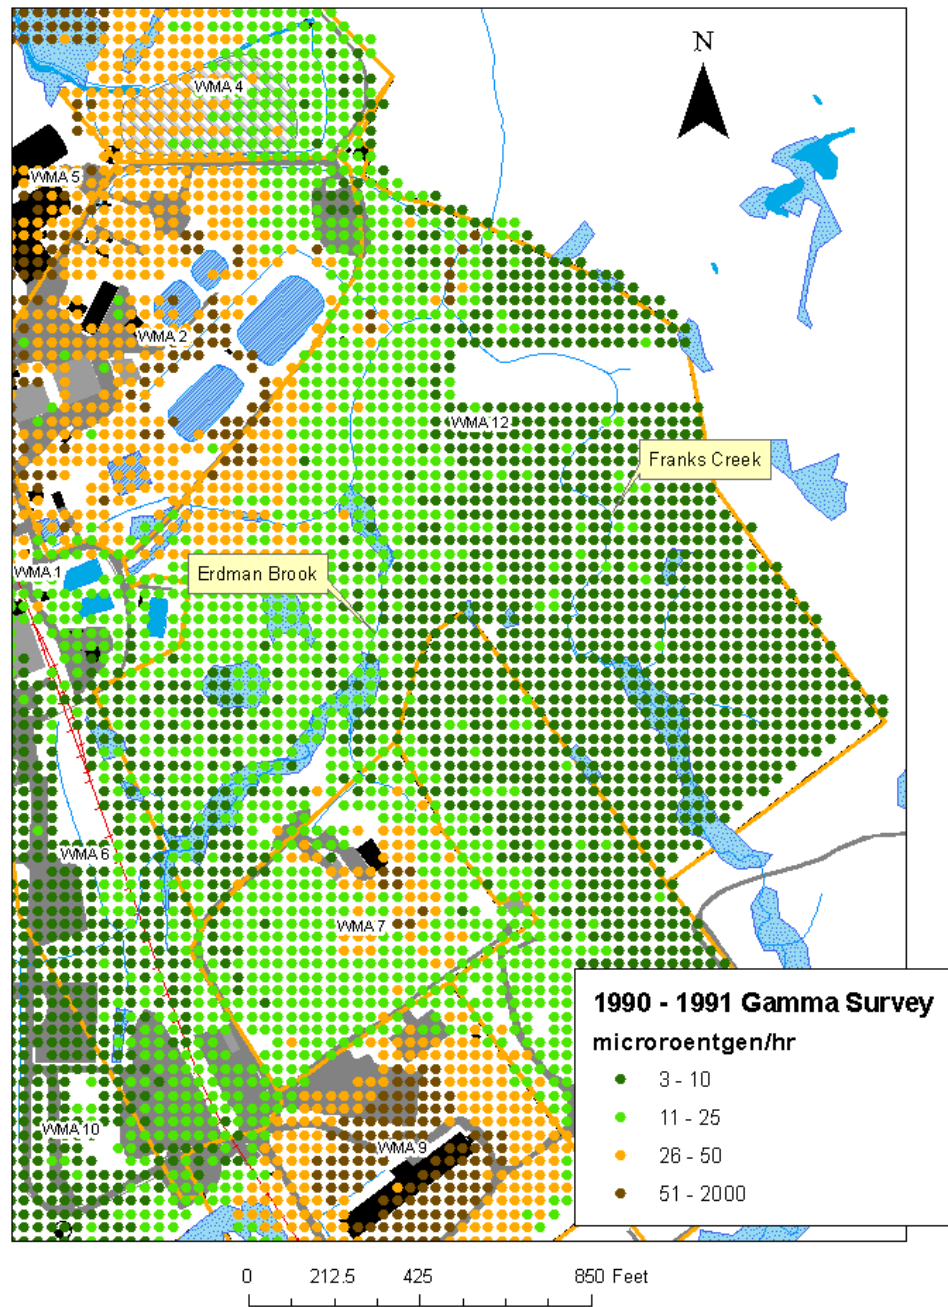 N
WMA 4
WMA 5
WMA 2
WMA 12
Franks Creek
WMA 1
Erdman Brook
WMA 6
WMA 7
1990 - 1991 Gamma Survey
microroentgen/hr
3 - 10
11 - 25
26 - 50
51 - 2000
WMA 10
WMA 9
0 212.5 425 850 Feet